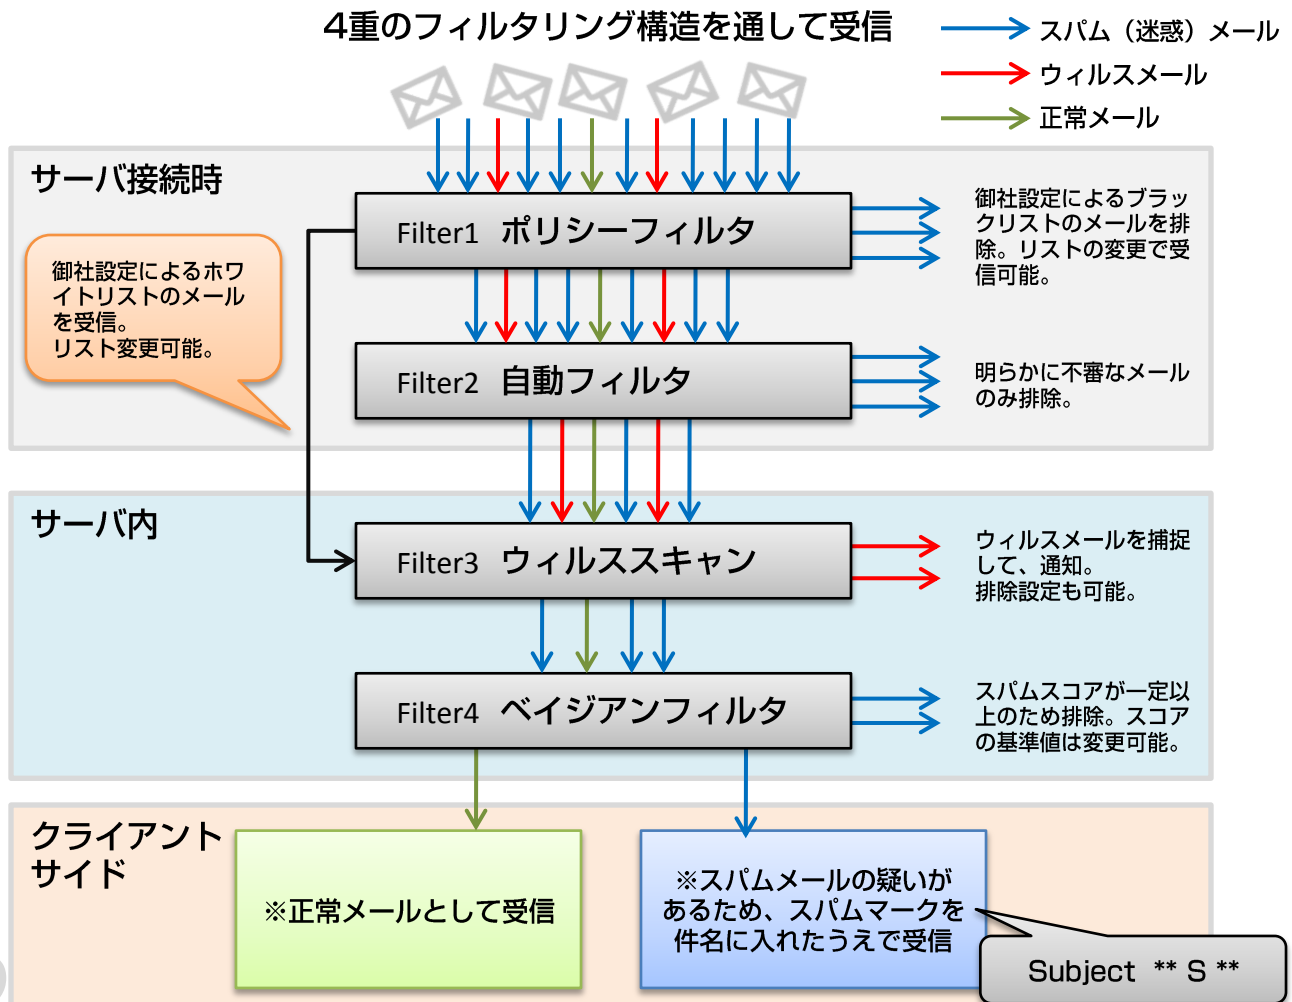 4重のフィルタリング構造を通して受信
スパム（迷惑）メール
ウィルスメール
正常メール
サーバ接続時
Filter1 ポリシーフィルタ
御社設定によるブラッ
クリストのメールを排
除。リストの変更で受
信可能。
御社設定によるホワ
イトリストのメール
を受信。
リスト変更可能。
Filter2 自動フィルタ
明らかに不審なメール
のみ排除。
サーバ内
Filter3 ウィルススキャン
ウィルスメールを捕捉
して、通知。
排除設定も可能。
Filter4 ベイジアンフィルタ
スパムスコアが一定以
上のため排除。スコア
の基準値は変更可能。
クライアント
サイド
※正常メールとして受信
※スパムメールの疑いが
あるため、スパムマークを
件名に入れたうえで受信
Subject ** S **